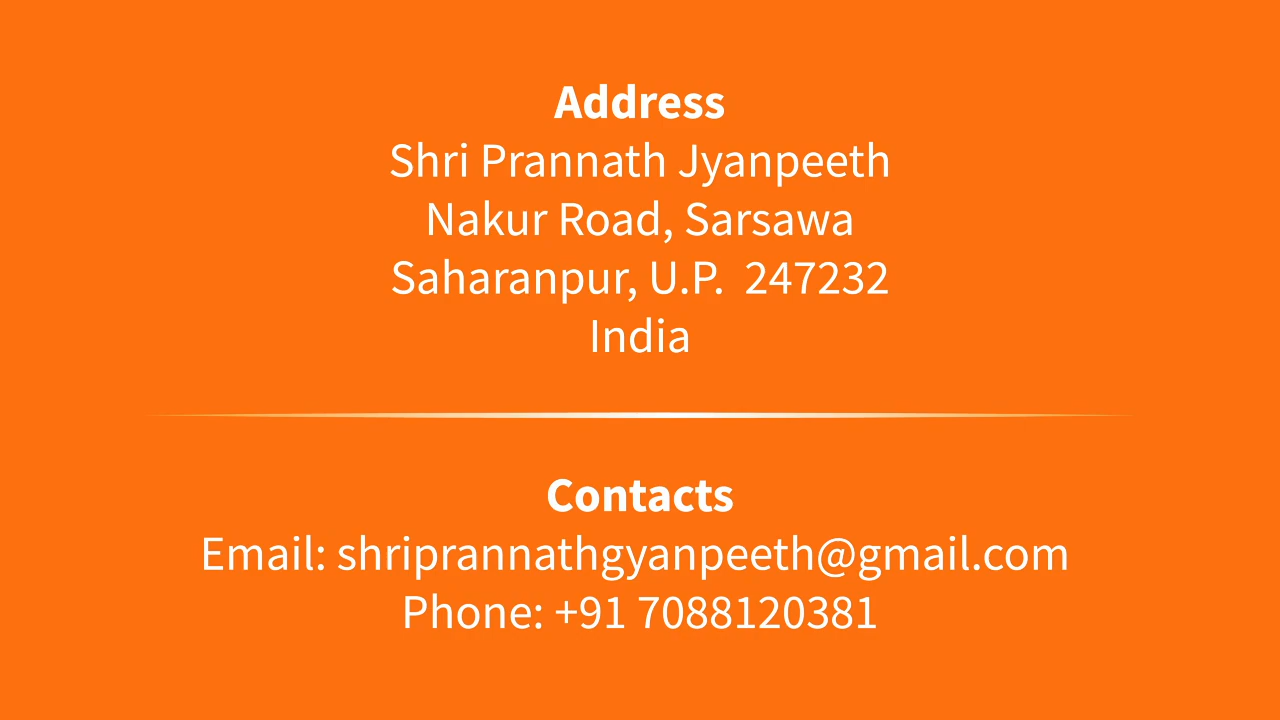 Address
Shri Prannath Jyanpeeth
Nakur Road, Sarsawa
Saharanpur, U.P.  247232
India
Contacts
Email: shriprannathgyanpeeth@gmail.com
Phone: +91 7088120381